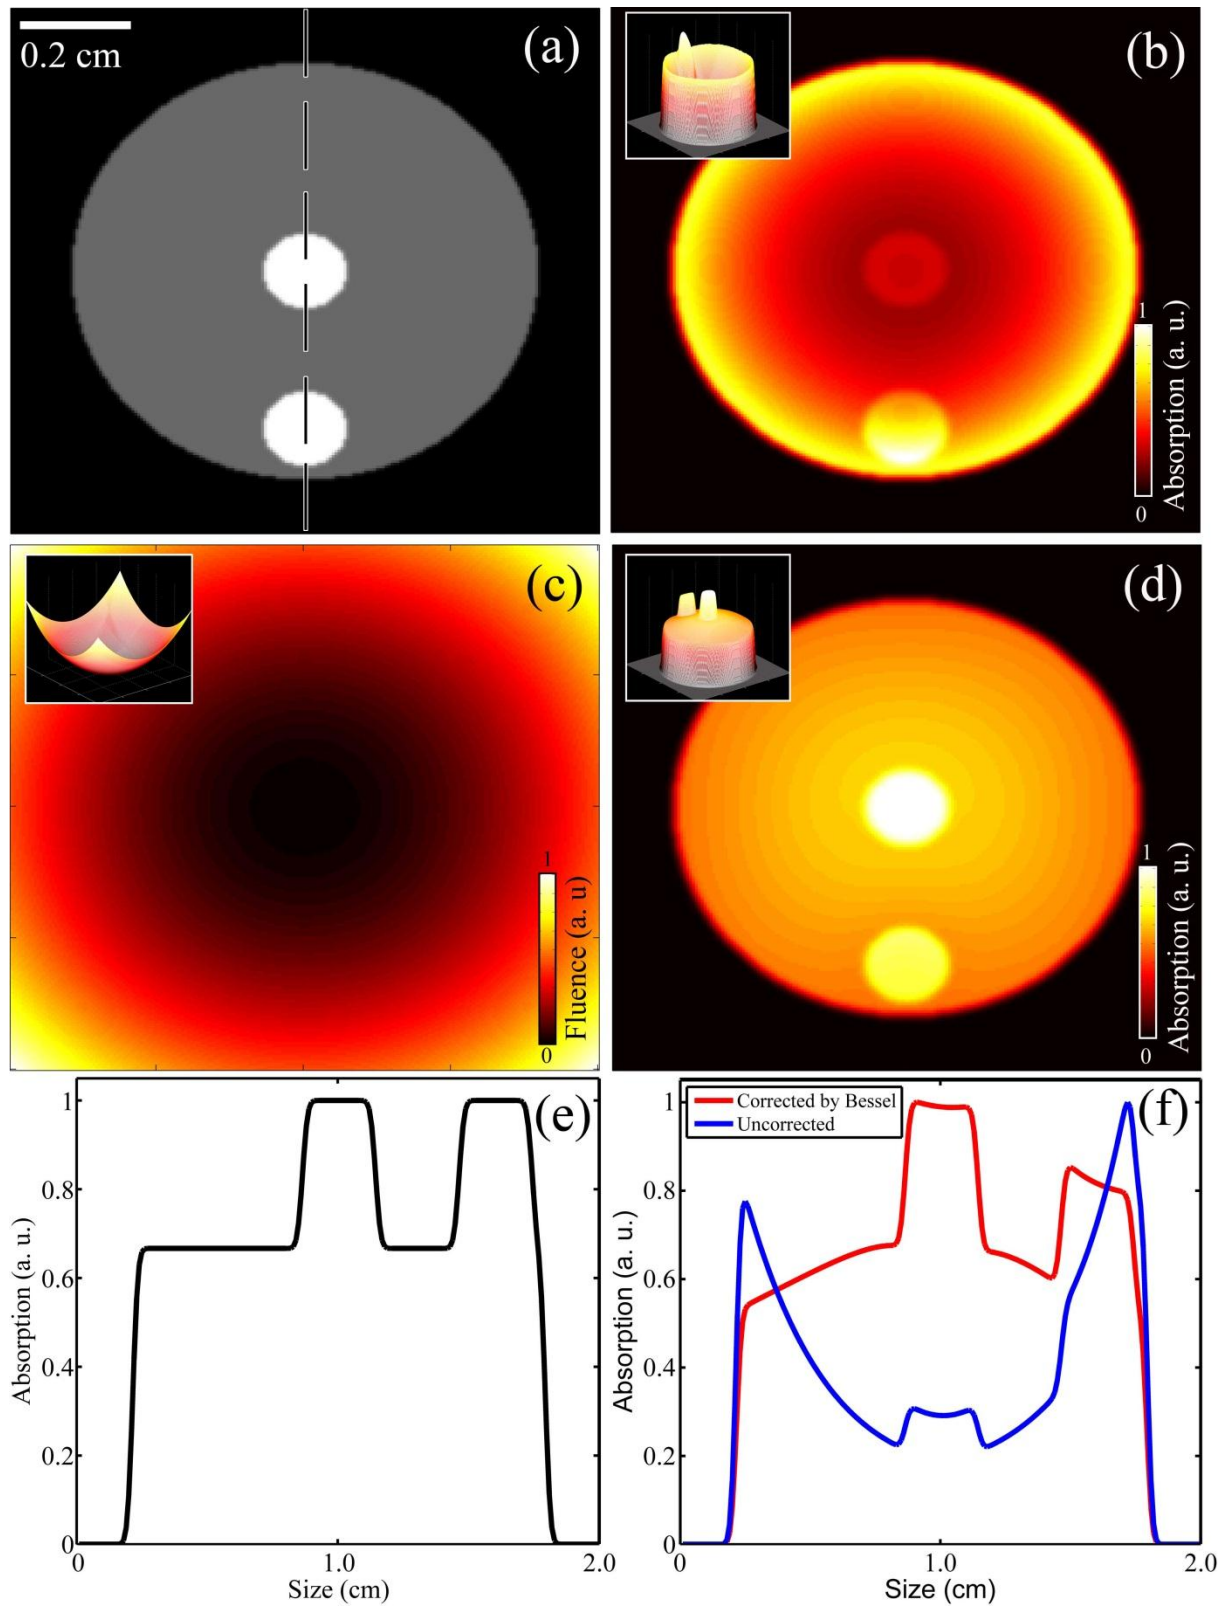 0.2 cm
(a)
(b)
1
Absorption (a. u.)
0
(c)
1
Fluence (a. u)
0
(d)
1
Absorption (a. u.)
0
(e)
1
0.8
0.6
0.4
0.2
0
Absorption (a. u.)
1.0
2.0
Size (cm)
Corrected by Bessel
Uncorrected
(f)
1
0.8
0.6
0.4
0.2
0
Absorption (a. u.)
0
1.0
2.0
Size (cm)